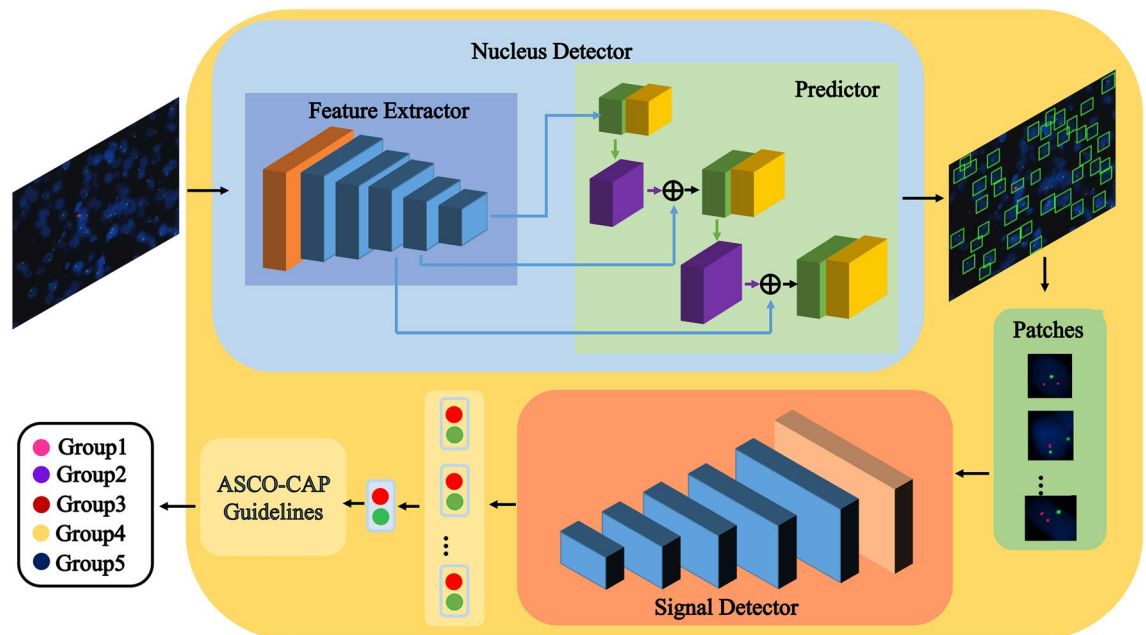 Nucleus Detector
Feature Extractor
Predictor
Patches
Group1
Group2
Group3
Group4
Group5
ASCO-CAP
Guidelines
Signal Detector